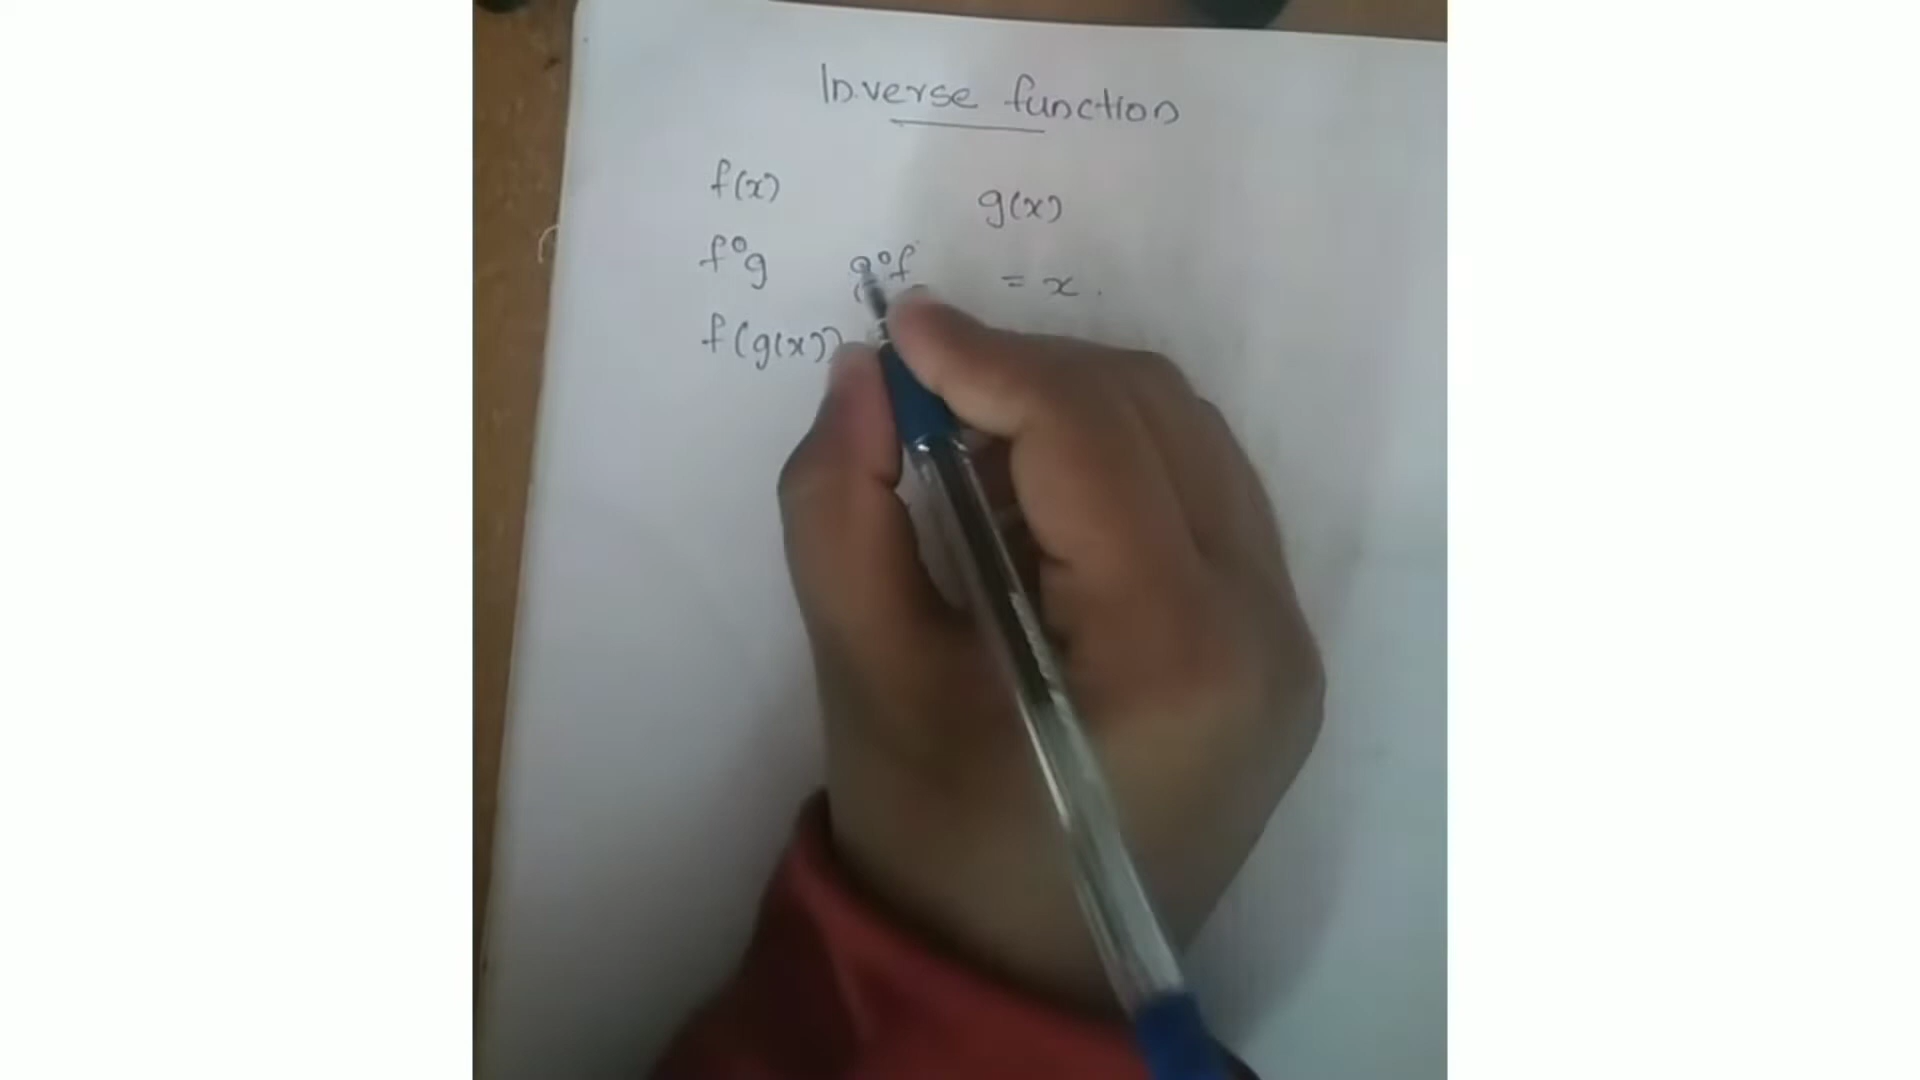 Inverse function
f(x) g(x)
f°g g°f = x.
f(g(x))